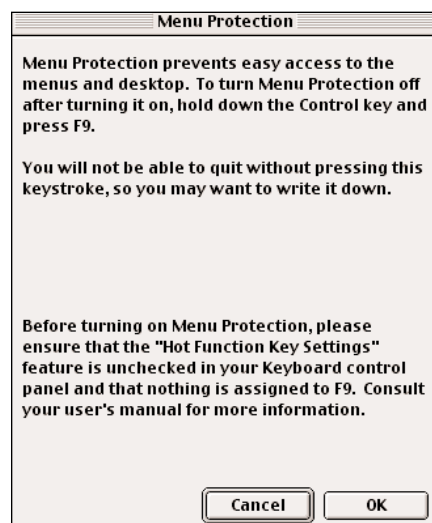 Menu Protection
Menu Protection prevents easy access to the
menus and desktop. To turn Menu Protection off
after turning it on, hold down the Control key and
press F9.
You will not be able to quit without pressing this
keystroke, so you may want to write it down.
Before turning on Menu Protection, please
ensure that the "Hot Function Key Settings"
feature is unchecked in your Keyboard control
panel and that nothing is assigned to F9. Consult
your user's manual for more information.
Cancel
OK